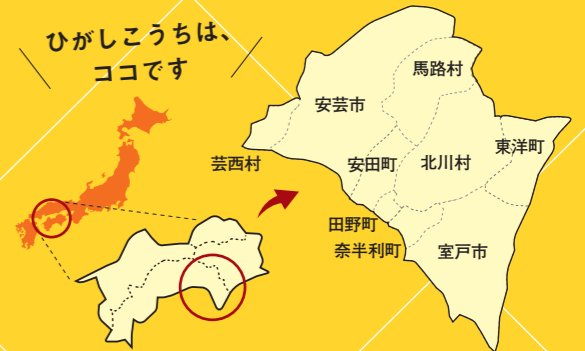 ひがしこうちは、
ココです
馬路村
安芸市
東洋町
芸西村
安田町
北川村
田野町
奈半利町
室戸市